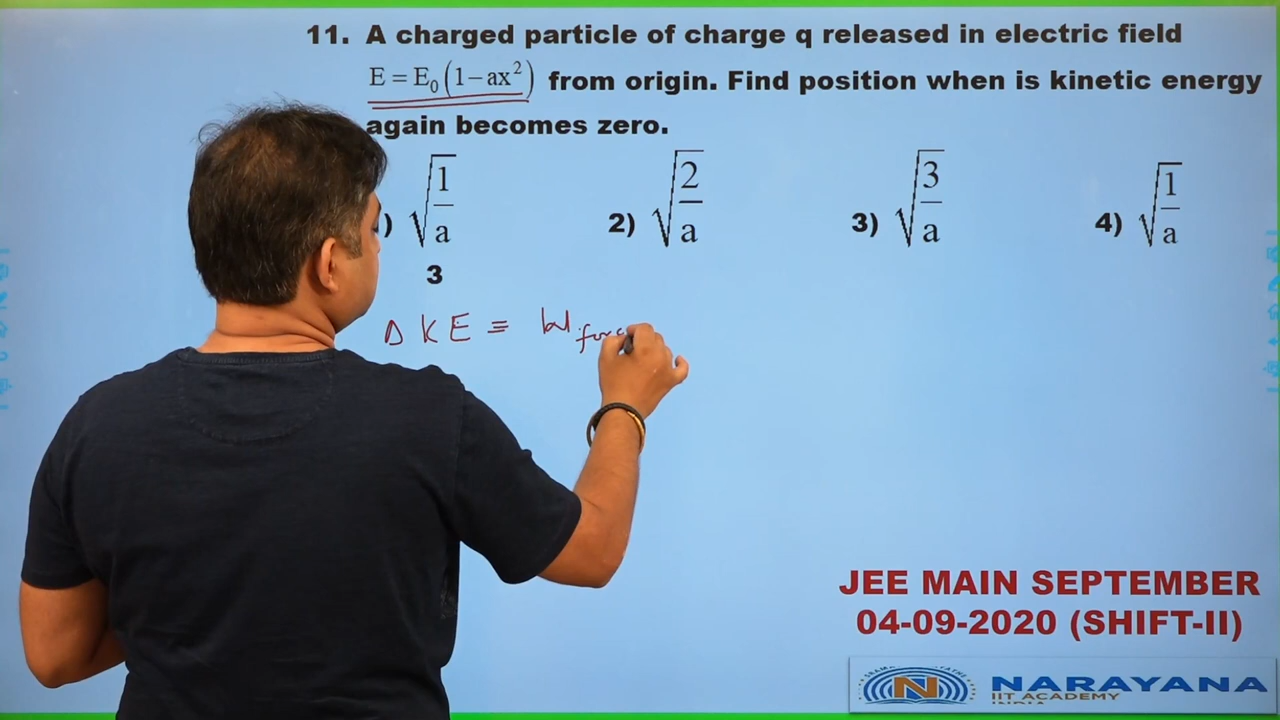 11. A charged particle of charge q released in electric field
E = E₀(1−ax²) from origin. Find position when is kinetic energy
again becomes zero.
) √(1/a) 2) √(2/a) 3) √(3/a) 4) √(1/a)
3
Δ K E = W
JEE MAIN SEPTEMBER
04-09-2020 (SHIFT-II)
N NARAYANA
IIT ACADEMY
INDIA